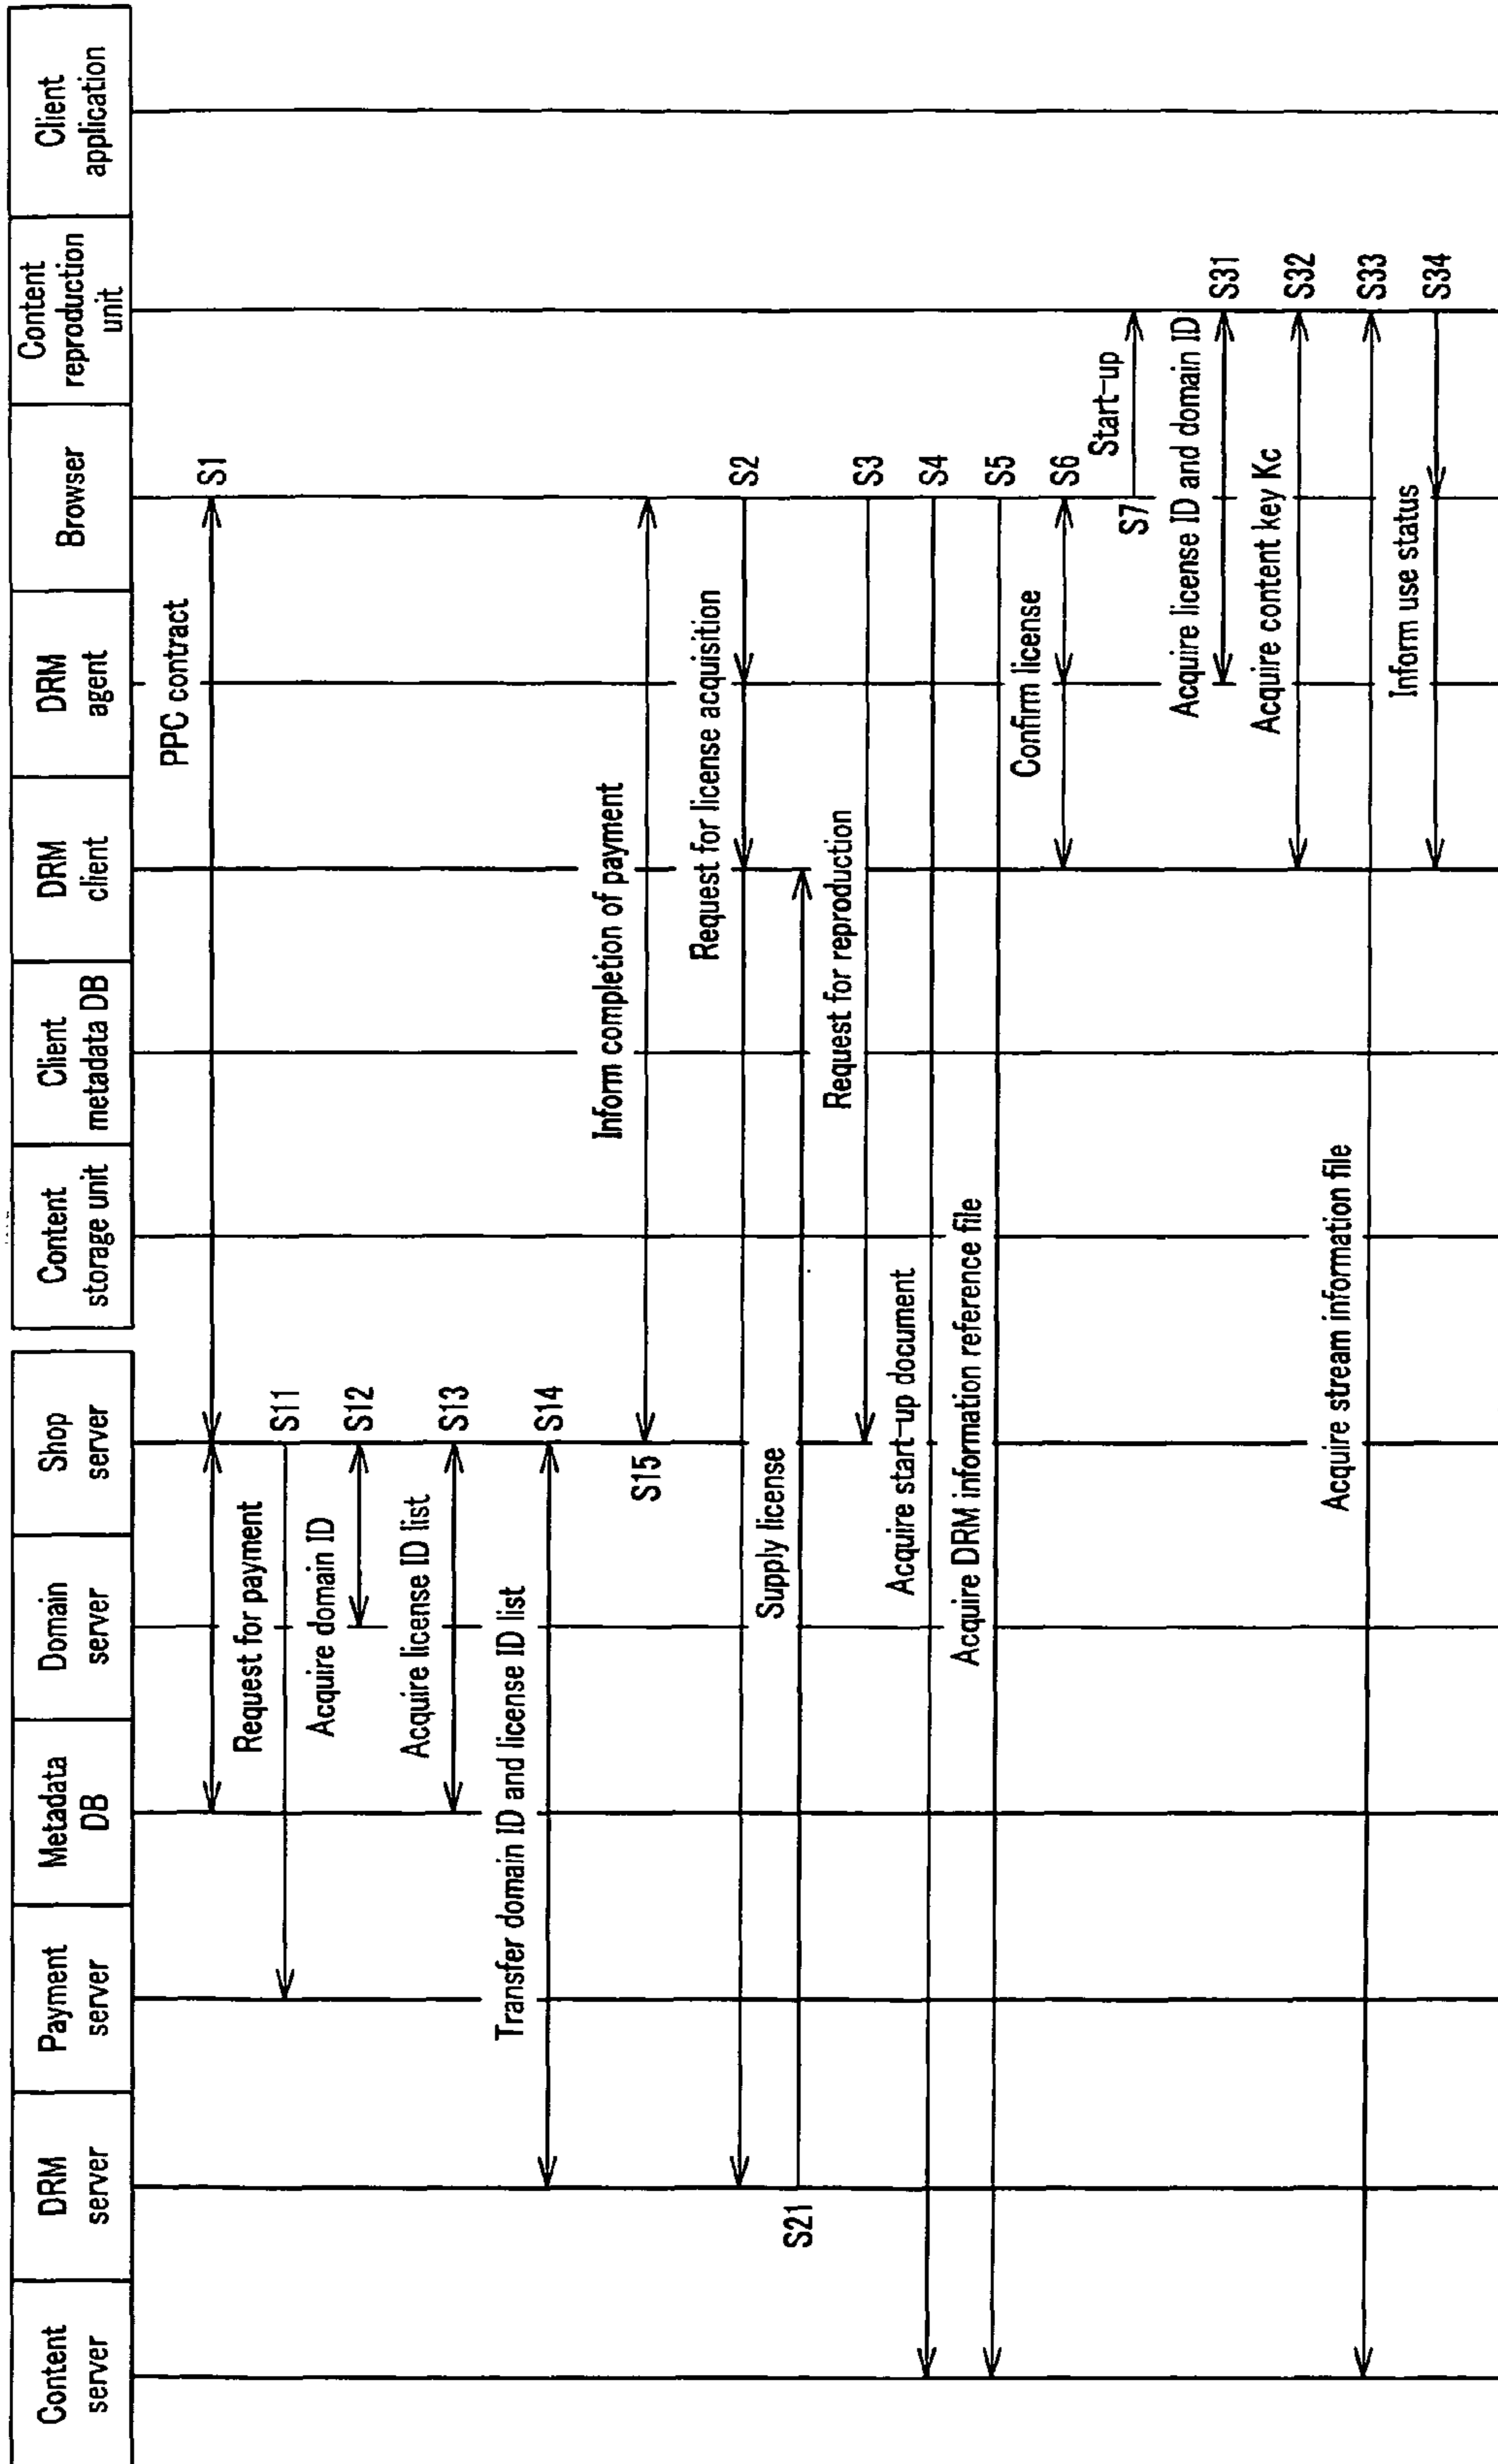 Content
server
DRM
server
Payment
server
Metadata
DB
Domain
server
Shop
server
Content
storage unit
Client
metadata DB
DRM
client
DRM
agent
Browser
Content
reproduction
unit
Client
application
PPC contract
S1
Request for payment
S11
Acquire domain ID
S12
Acquire license ID list
S13
Transfer domain ID and license ID list
S14
Inform completion of payment
S15
Request for license acquisition
S2
Supply license
S21
Request for reproduction
S3
Acquire start-up document
S4
Acquire DRM information reference file
S5
Confirm license
S6
Start-up
S7
Acquire license ID and domain ID
S31
Acquire content key Kc
S32
Acquire stream information file
S33
Inform use status
S34